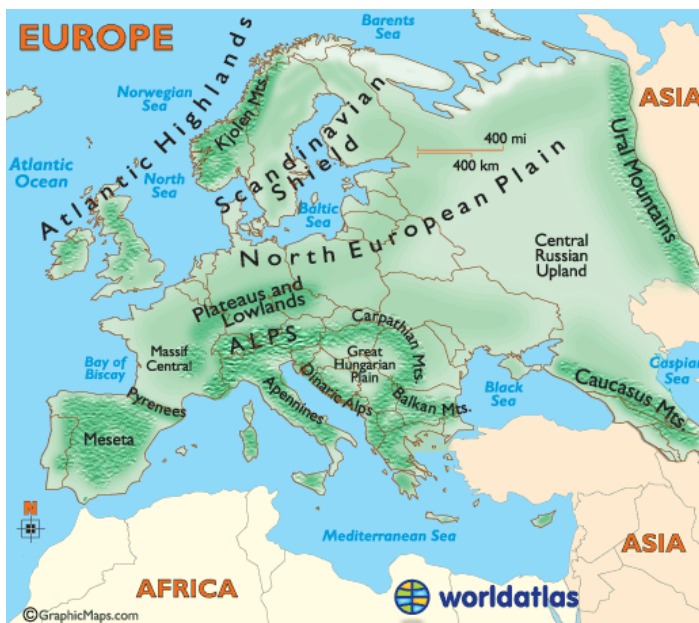 EUROPE
Barents
Sea
Norwegian
Sea
ASIA
Atlantic Highlands
Kjolen Mts.
Scandinavian
Shield
400 mi
400 km
Ural Mountains
Atlantic
Ocean
North
Sea
Baltic
Sea
North European Plain
Central
Russian
Upland
Plateaus and
Lowlands
Carpathian Mts.
ALPS
Massif
Central
Great
Hungarian
Plain
Bay of
Biscay
Caspian
Sea
Black
Sea
Caucasus Mts.
Pyrenees
Apennines
Dinaric Alps
Balkan Mts.
Meseta
N
Mediterranean Sea
ASIA
AFRICA
worldatlas
©GraphicMaps.com